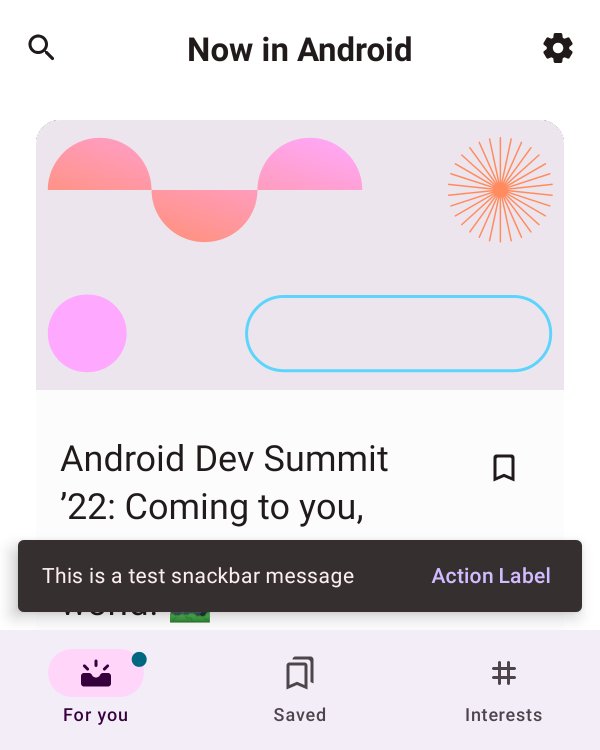 Now in Android
Android Dev Summit
’22: Coming to you,
This is a test snackbar message
Action Label
For you
Saved
Interests